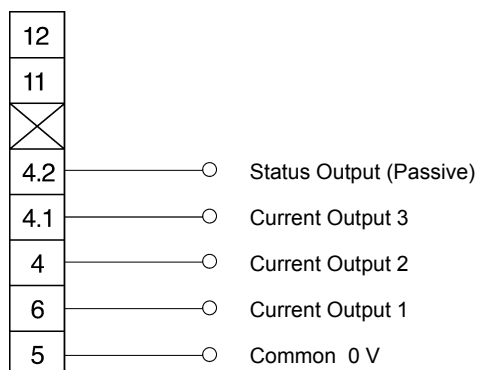 12
11
4.2 Status Output (Passive)
4.1 Current Output 3
4 Current Output 2
6 Current Output 1
5 Common 0 V